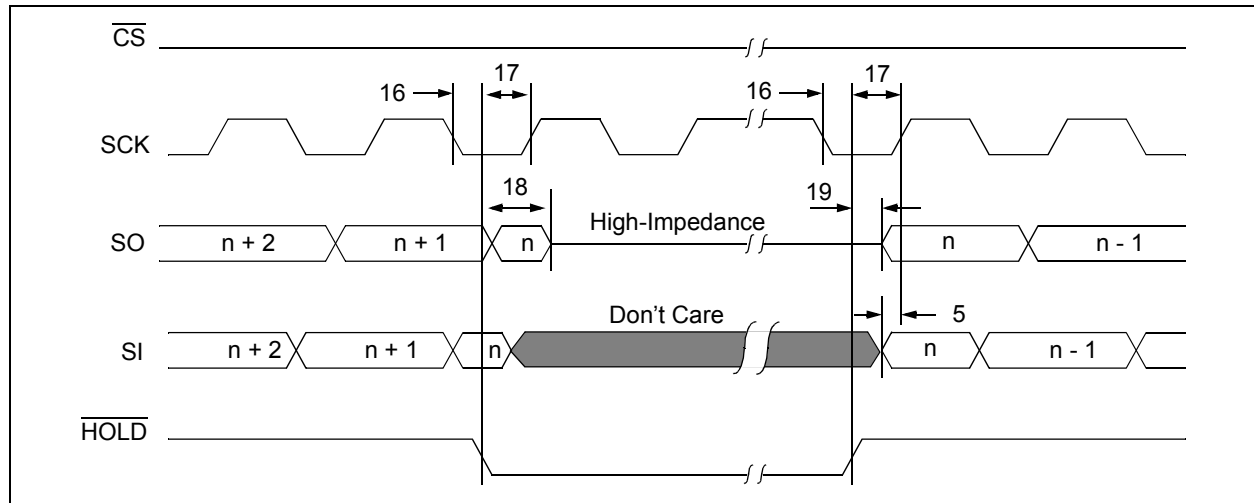 CS
16 17 16 17
SCK
18 19 High-Impedance
SO n + 2 n + 1 n n n - 1
Don't Care 5
SI n + 2 n + 1 n n n - 1
HOLD